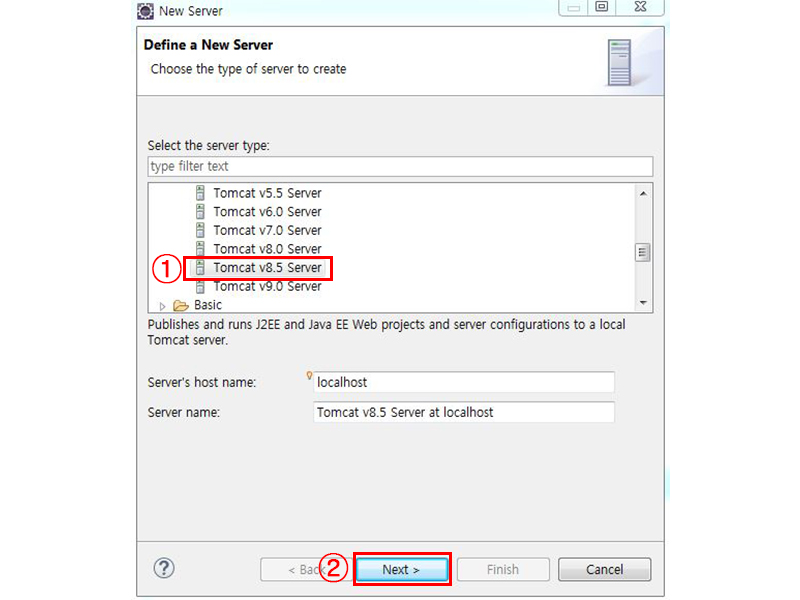 New Server
Define a New Server
Choose the type of server to create
Select the server type:
type filter text
Tomcat v5.5 Server
Tomcat v6.0 Server
Tomcat v7.0 Server
Tomcat v8.0 Server
① Tomcat v8.5 Server
Tomcat v9.0 Server
Basic
Publishes and runs J2EE and Java EE Web projects and server configurations to a local
Tomcat server.
Server's host name: localhost
Server name: Tomcat v8.5 Server at localhost
? < Back ② Next > Finish Cancel